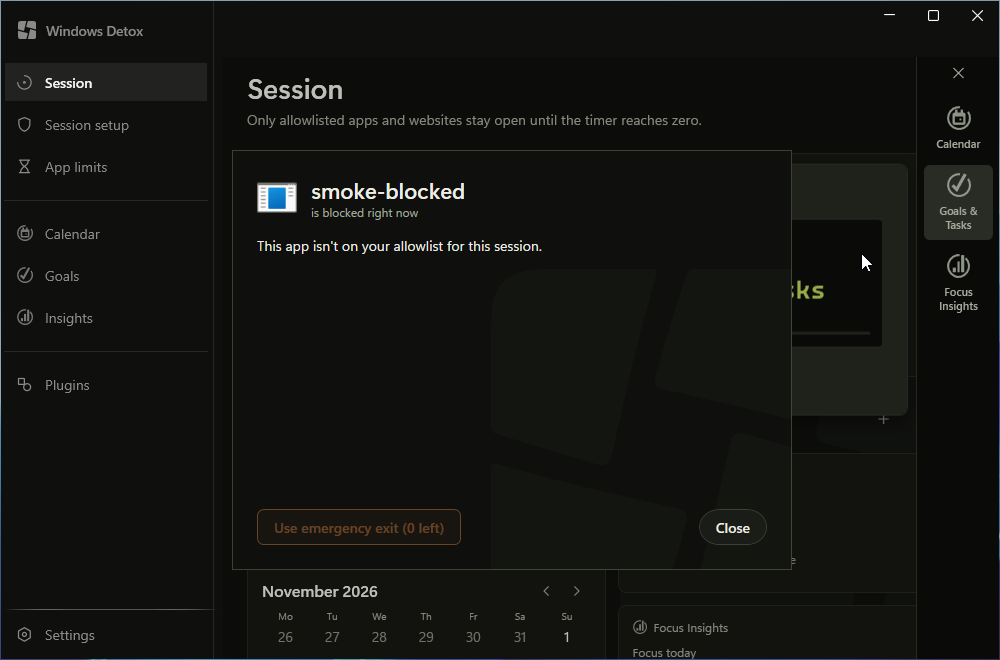 Windows Detox
Session
Session setup
App limits
Calendar
Goals
Insights
Plugins
Settings
Session
Only allowlisted apps and websites stay open until the timer reaches zero.
smoke-blocked
is blocked right now
This app isn't on your allowlist for this session.
Use emergency exit (0 left)
Close
November 2026
Mo Tu We Th Fr Sa Su
26 27 28 29 30 31 1
Focus Insights
Focus today
Calendar
Goals &
Tasks
Focus
Insights